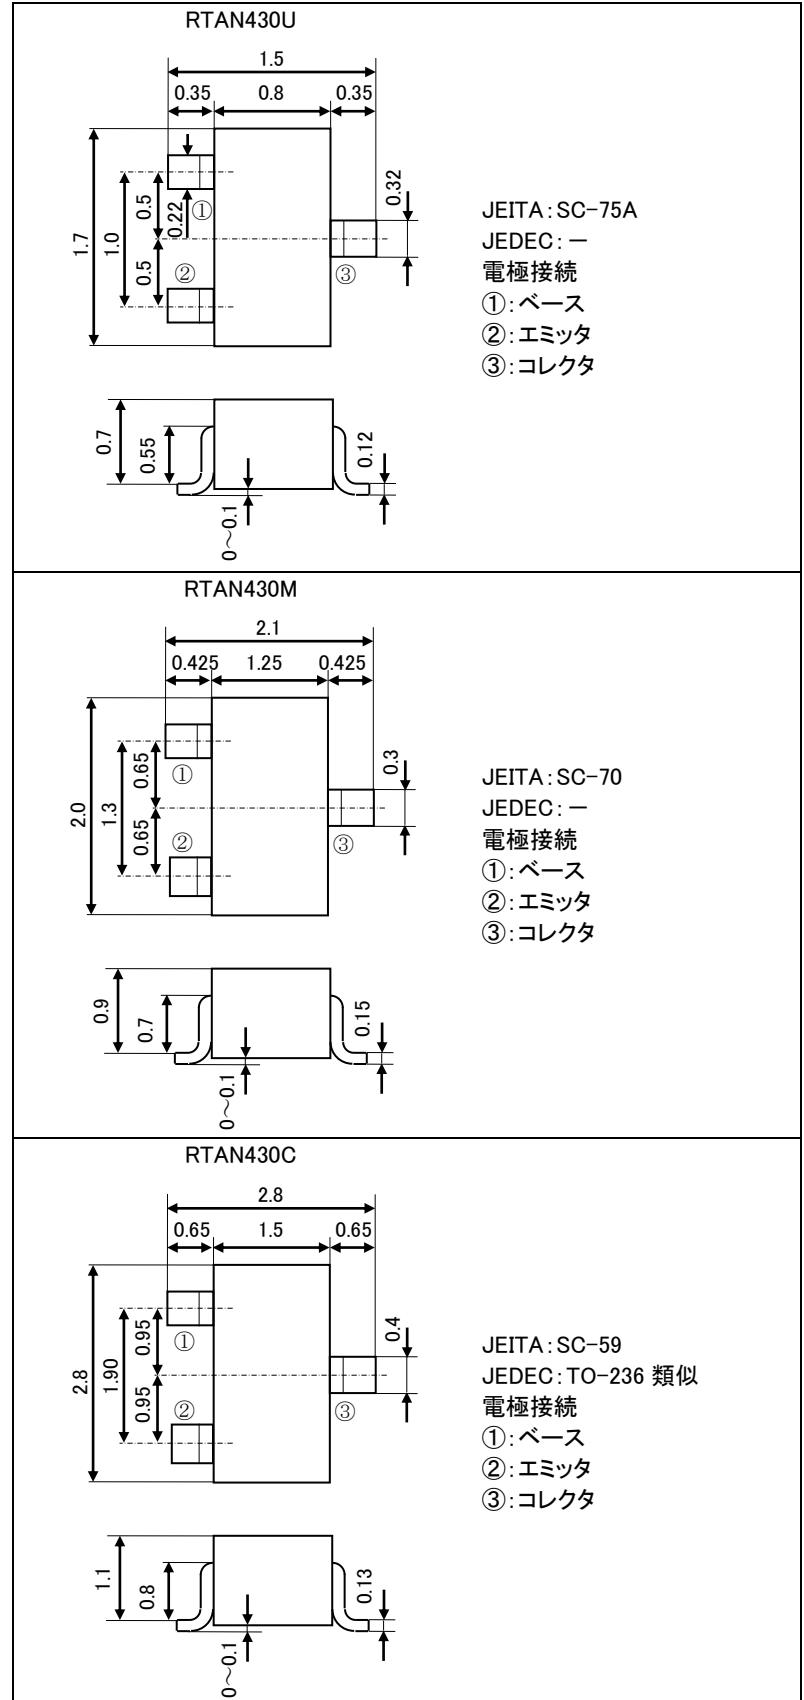 RTAN430U
1.5
0.35 0.8 0.35
1.7
1.0
0.5
0.5
0.22
①
②
③
0.32
JEITA：SC-75A
JEDEC：－
電極接続
①：ベース
②：エミッタ
③：コレクタ
0.7
0.55
0～0.1
0.12
RTAN430M
2.1
0.425 1.25 0.425
2.0
1.3
0.65
0.65
①
②
③
0.3
JEITA：SC-70
JEDEC：－
電極接続
①：ベース
②：エミッタ
③：コレクタ
0.9
0.7
0～0.1
0.15
RTAN430C
2.8
0.65 1.5 0.65
2.8
1.90
0.95
0.95
①
②
③
0.4
JEITA：SC-59
JEDEC：TO-236 類似
電極接続
①：ベース
②：エミッタ
③：コレクタ
1.1
0.8
0～0.1
0.13